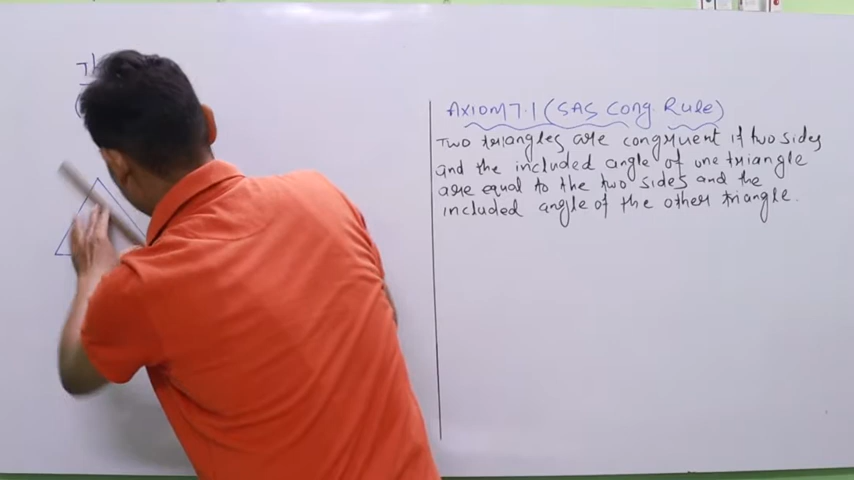 AXIOM 7.1 (SAS Cong. Rule)
Two triangles are congruent if two sides
and the included angle of one triangle
are equal to the two sides and the
included angle of the other triangle.